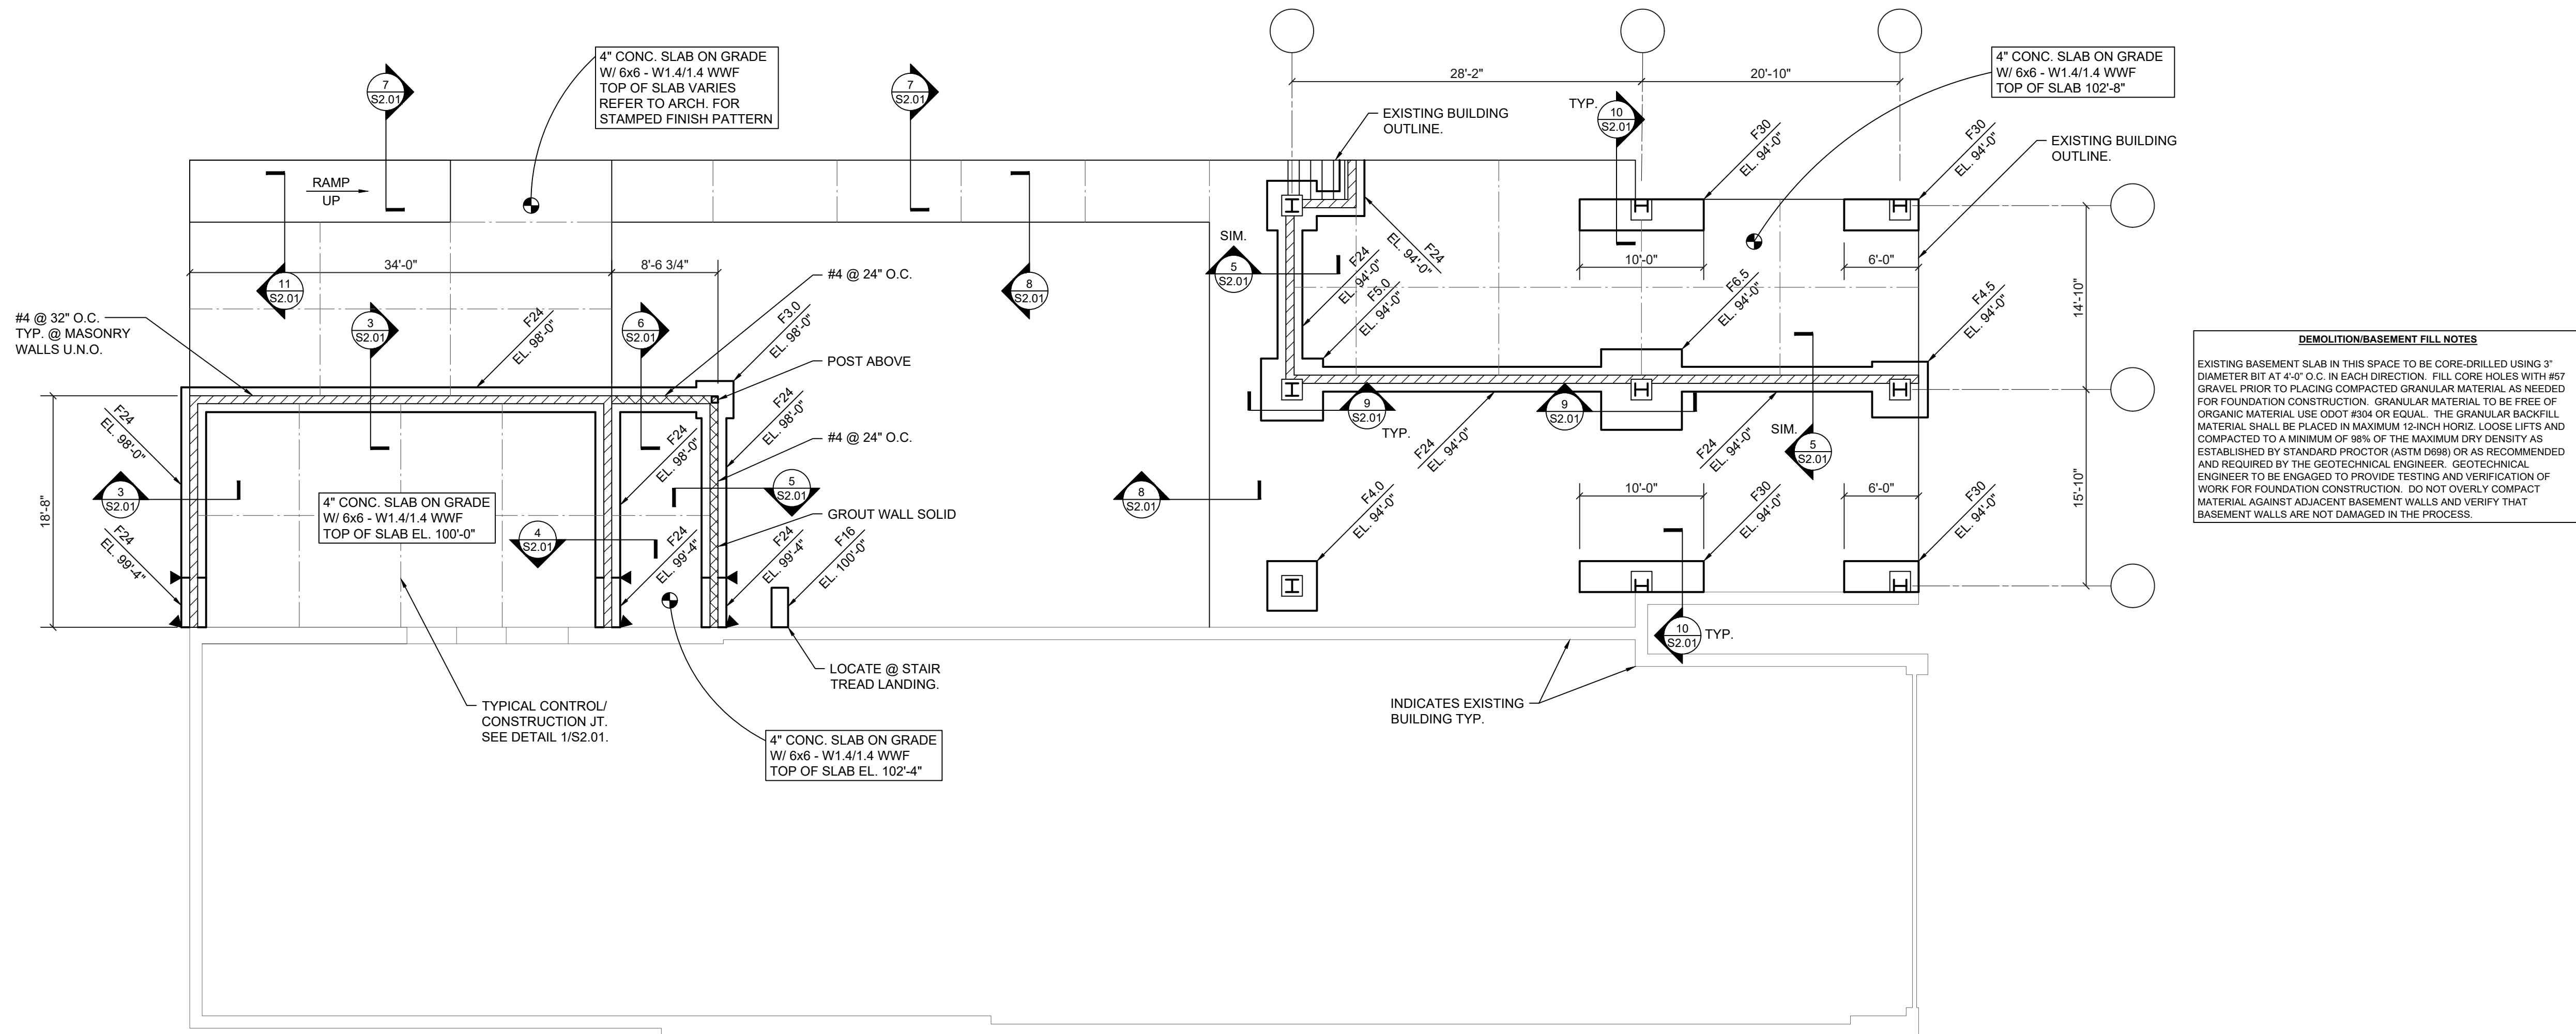 4" CONC. SLAB ON GRADE
W/ 6x6 - W1.4/1.4 WWF
TOP OF SLAB VARIES
REFER TO ARCH. FOR
STAMPED FINISH PATTERN
7
S2.01
7
S2.01
28'-2"
20'-10"
4" CONC. SLAB ON GRADE
W/ 6x6 - W1.4/1.4 WWF
TOP OF SLAB 102'-8"
TYP.
10
S2.01
EXISTING BUILDING
OUTLINE.
F30
EL. 94'-0"
F30
EL. 94'-0"
EXISTING BUILDING
OUTLINE.
RAMP
UP
34'-0"
8'-6 3/4"
#4 @ 24" O.C.
11
S2.01
8
S2.01
SIM.
5
S2.01
F24
EL. 94'-0"
F24
EL. 94'-0"
F5.0
EL. 94'-0"
10'-0"
6'-0"
F6.5
EL. 94'-0"
F4.5
EL. 94'-0"
14'-10"
#4 @ 32" O.C.
TYP. @ MASONRY
WALLS U.N.O.
3
S2.01
F24
EL. 98'-0"
6
S2.01
F3.0
EL. 98'-0"
POST ABOVE
F24
EL. 98'-0"
#4 @ 24" O.C.
F24
EL. 98'-0"
F24
EL. 98'-0"
3
S2.01
18'-8"
F24
EL. 99'-4"
4" CONC. SLAB ON GRADE
W/ 6x6 - W1.4/1.4 WWF
TOP OF SLAB EL. 100'-0"
4
S2.01
5
S2.01
GROUT WALL SOLID
F24
EL. 99'-4"
F24
EL. 99'-4"
F16
EL. 100'-0"
8
S2.01
9
S2.01
TYP.
9
S2.01
F24
EL. 94'-0"
F24
EL. 94'-0"
SIM.
5
S2.01
F4.0
EL. 94'-0"
10'-0"
6'-0"
F30
EL. 94'-0"
F30
EL. 94'-0"
15'-10"
10
S2.01
TYP.
LOCATE @ STAIR
TREAD LANDING.
TYPICAL CONTROL/
CONSTRUCTION JT.
SEE DETAIL 1/S2.01.
4" CONC. SLAB ON GRADE
W/ 6x6 - W1.4/1.4 WWF
TOP OF SLAB EL. 102'-4"
INDICATES EXISTING
BUILDING TYP.
DEMOLITION/BASEMENT FILL NOTES
EXISTING BASEMENT SLAB IN THIS SPACE TO BE CORE-DRILLED USING 3"
DIAMETER BIT AT 4'-0" O.C. IN EACH DIRECTION. FILL CORE HOLES WITH #57
GRAVEL PRIOR TO PLACING COMPACTED GRANULAR MATERIAL AS NEEDED
FOR FOUNDATION CONSTRUCTION. GRANULAR MATERIAL TO BE FREE OF
ORGANIC MATERIAL USE ODOT #304 OR EQUAL. THE GRANULAR BACKFILL
MATERIAL SHALL BE PLACED IN MAXIMUM 12-INCH HORIZ. LOOSE LIFTS AND
COMPACTED TO A MINIMUM OF 98% OF THE MAXIMUM DRY DENSITY AS
ESTABLISHED BY STANDARD PROCTOR (ASTM D698) OR AS RECOMMENDED
AND REQUIRED BY THE GEOTECHNICAL ENGINEER. GEOTECHNICAL
ENGINEER TO BE ENGAGED TO PROVIDE TESTING AND VERIFICATION OF
WORK FOR FOUNDATION CONSTRUCTION. DO NOT OVERLY COMPACT
MATERIAL AGAINST ADJACENT BASEMENT WALLS AND VERIFY THAT
BASEMENT WALLS ARE NOT DAMAGED IN THE PROCESS.